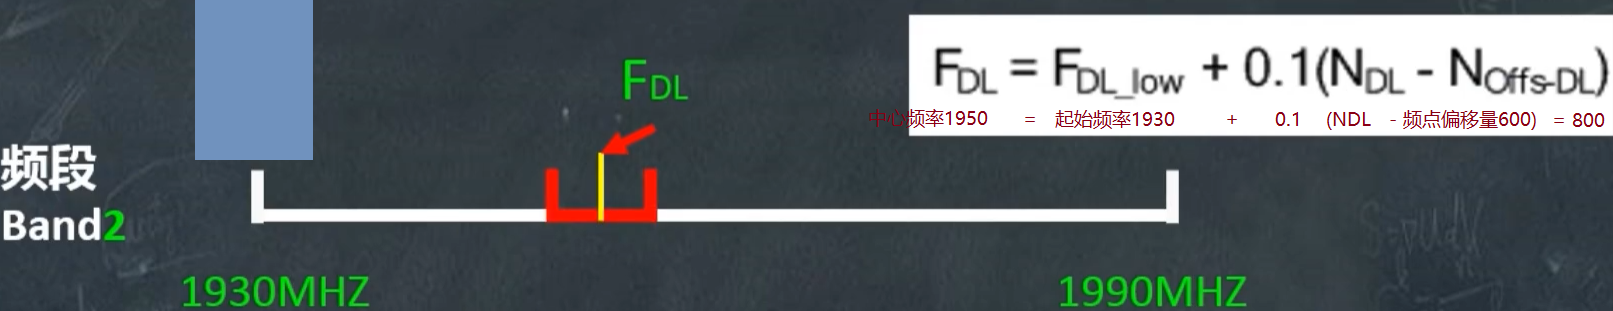 F_DL = F_DL_low + 0.1(N_DL - N_Offs-DL)
中心频率1950 = 起始频率1930 + 0.1 (NDL - 频点偏移量600) = 800
FDL
频段
Band2
1930MHZ 1990MHZ